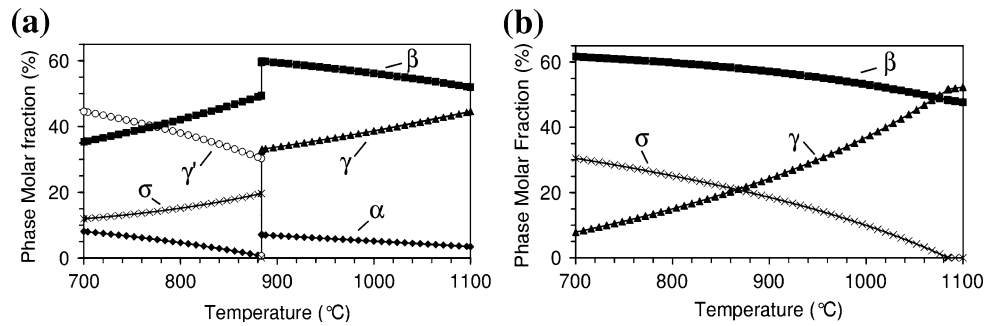 (a)
Phase Molar fraction (%)
60
40
20
0
β
γ'
γ
σ
α
700 800 900 1000 1100
Temperature (°C)
(b)
Phase Molar Fraction (%)
60
40
20
0
β
σ
γ
700 800 900 1000 1100
Temperature (°C)